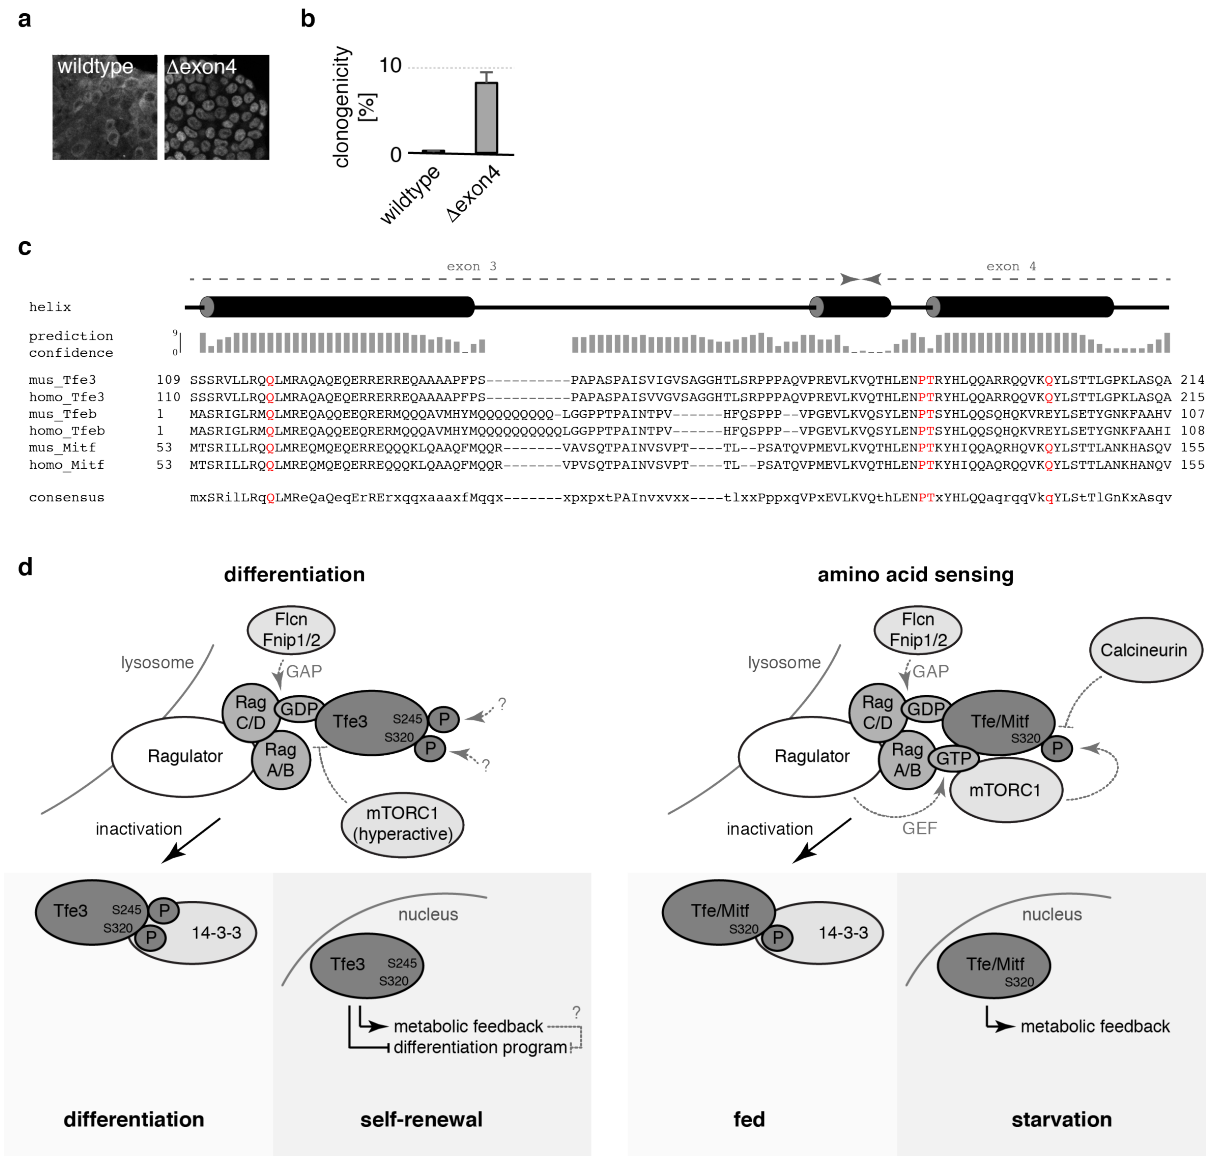 a
wildtype
Δexon4
b
clonogenicity
[%]
10
0
wildtype
Δexon4
c
exon 3
exon 4
helix
prediction
confidence
9
0
mus_Tfe3 109 SSSRVLLRQQLMRAQAQEQERRERREQAAAAPFPS----------PAPASPAISVIGVSAGGHTLSRPPPAQVPREVLKVQTHLENPTRYHLQQARRQQVKQYLSTTLGPKLASQA 214
homo_Tfe3 110 SSSRVLLRQQLMRAQAQEQERRERREQAAAAPFPS----------PAPASPAISVVGVSAGGHTLSRPPPAQVPREVLKVQTHLENPTRYHLQQARRQQVKQYLSTTLGPKLASQA 215
mus_Tfeb 1 MASRIGLRMQLMREQAQQEEQRERMQQQAVMHYMQQQQQQQQQ-LGGPPTPAINTPV------HFQSPPP--VPGEVLKVQSYLENPTSYHLQQSQHQKVREYLSETYGNKFAAHV 107
homo_Tfeb 1 MASRIGLRMQLMREQAQQEEQRERMQQQAVMHYMQQQQQQQQQQLGGPPTPAINTPV------HFQSPPP--VPGEVLKVQSYLENPTSYHLQQSQHQKVREYLSETYGNKFAAHI 108
mus_Mitf 53 MTSRILLRQQLMREQMQEQERREQQQKLQAAQFMQQR-------VAVSQTPAINVSVPT----TL--PSATQVPMEVLKVQTHLENPTKYHIQQAQRHQVKQYLSTTLANKHASQV 155
homo_Mitf 53 MTSRILLRQQLMREQMQEQERREQQQKLQAAQFMQQR-------VPVSQTPAINVSVPT----TL--PSATQVPMEVLKVQTHLENPTKYHIQQAQRQQVKQYLSTTLANKHANQV 155
consensus mxSRilLRqQLMReQaQeqErRErxqqxaaaxfMqqx-------xpxpxtPAInvxvxx----tlxxPppxqVPxEVLKVQthLENPTxYHLQQaqrqqVkqYLStTlGnKxAsqv
d
differentiation
amino acid sensing
Flcn
Fnip1/2
GAP
lysosome
Rag
C/D
GDP
Tfe3
S245
S320
P
P
?
?
Ragulator
Rag
A/B
mTORC1
(hyperactive)
inactivation
Flcn
Fnip1/2
GAP
lysosome
Calcineurin
Rag
C/D
GDP
Tfe/Mitf
S320
P
Ragulator
Rag
A/B
GTP
mTORC1
GEF
inactivation
Tfe3
S245
S320
P
P
14-3-3
nucleus
Tfe3
S245
S320
?
metabolic feedback
differentiation program
differentiation
self-renewal
Tfe/Mitf
S320
P
14-3-3
nucleus
Tfe/Mitf
S320
metabolic feedback
fed
starvation